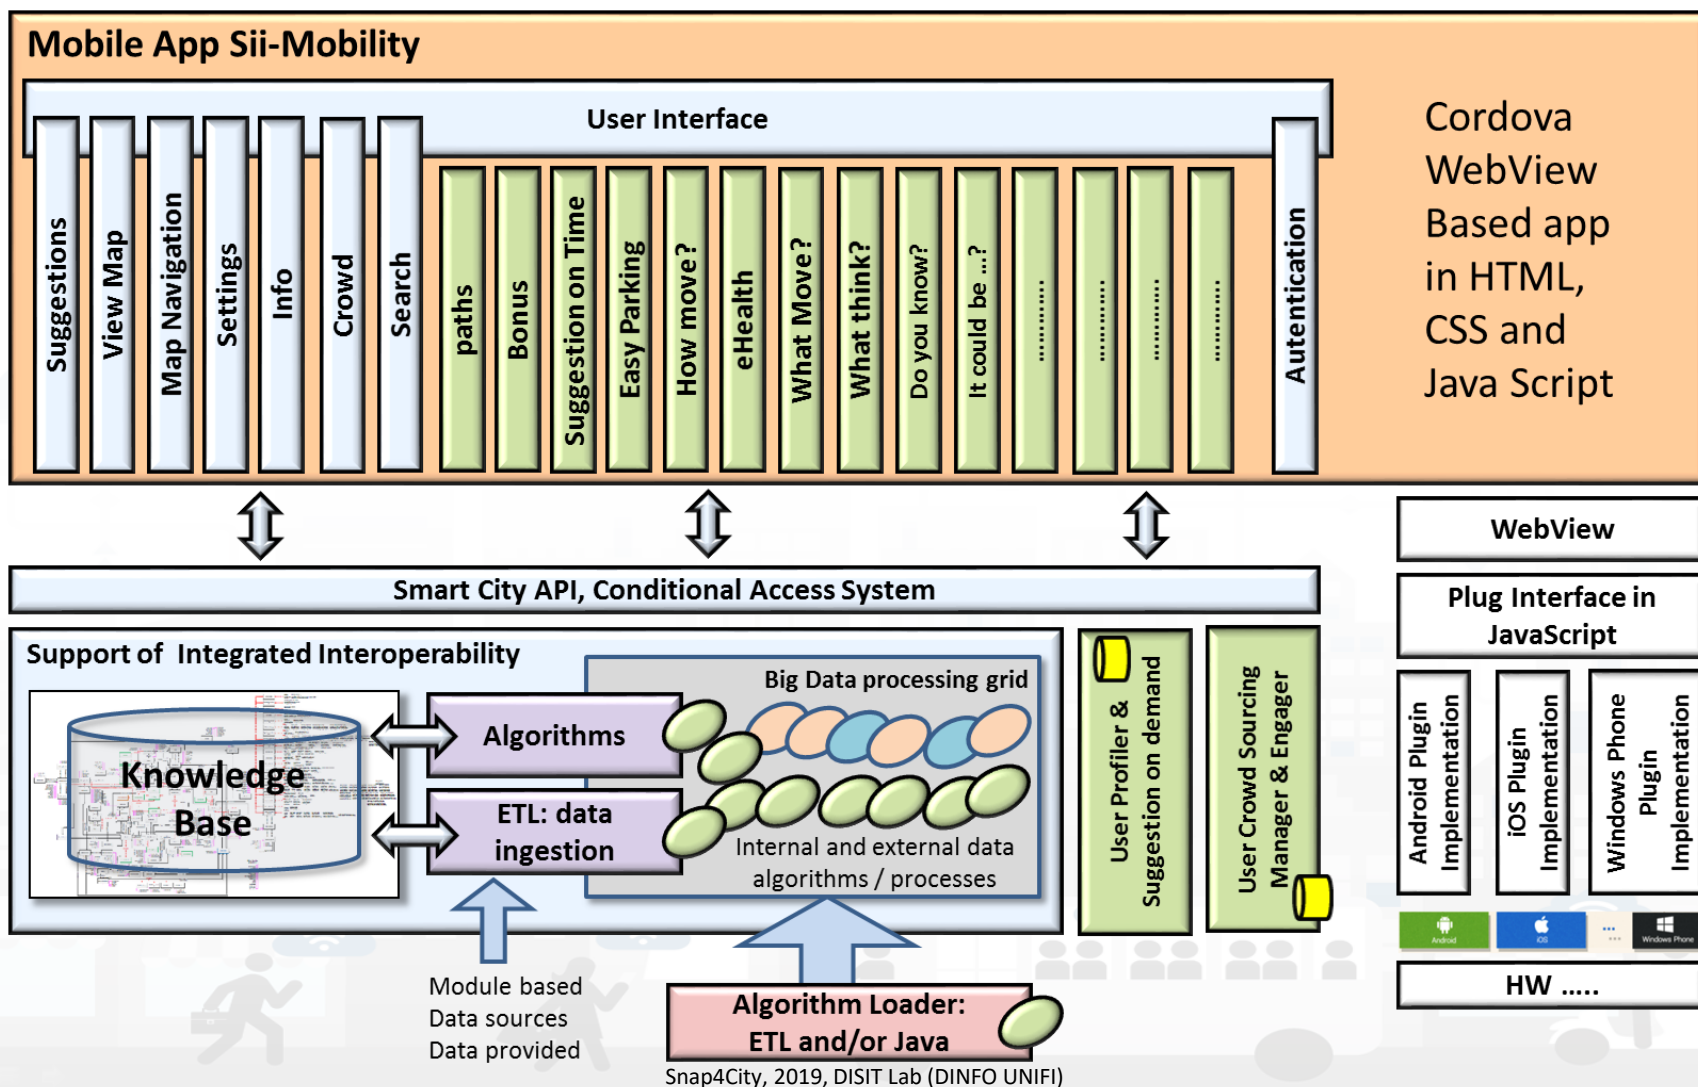 Mobile App Sii-Mobility
User Interface
Suggestions
View Map
Map Navigation
Settings
Info
Crowd
Search
paths
Bonus
Suggestion on Time
Easy Parking
How move?
eHealth
What Move?
What think?
Do you know?
It could be ...?
............
............
............
............
Autentication
Cordova
WebView
Based app
in HTML,
CSS and
Java Script
Smart City API, Conditional Access System
Support of Integrated Interoperability
Knowledge
Base
Algorithms
ETL: data
ingestion
Big Data processing grid
Internal and external data
algorithms / processes
User Profiler &
Suggestion on demand
User Crowd Sourcing
Manager & Engager
Module based
Data sources
Data provided
Algorithm Loader:
ETL and/or Java
Snap4City, 2019, DISIT Lab (DINFO UNIFI)
WebView
Plug Interface in
JavaScript
Android Plugin
Implementation
iOS Plugin
Implementation
Windows Phone
Plugin
Implementation
Android
iOS
...
...
Windows Phone
HW .....